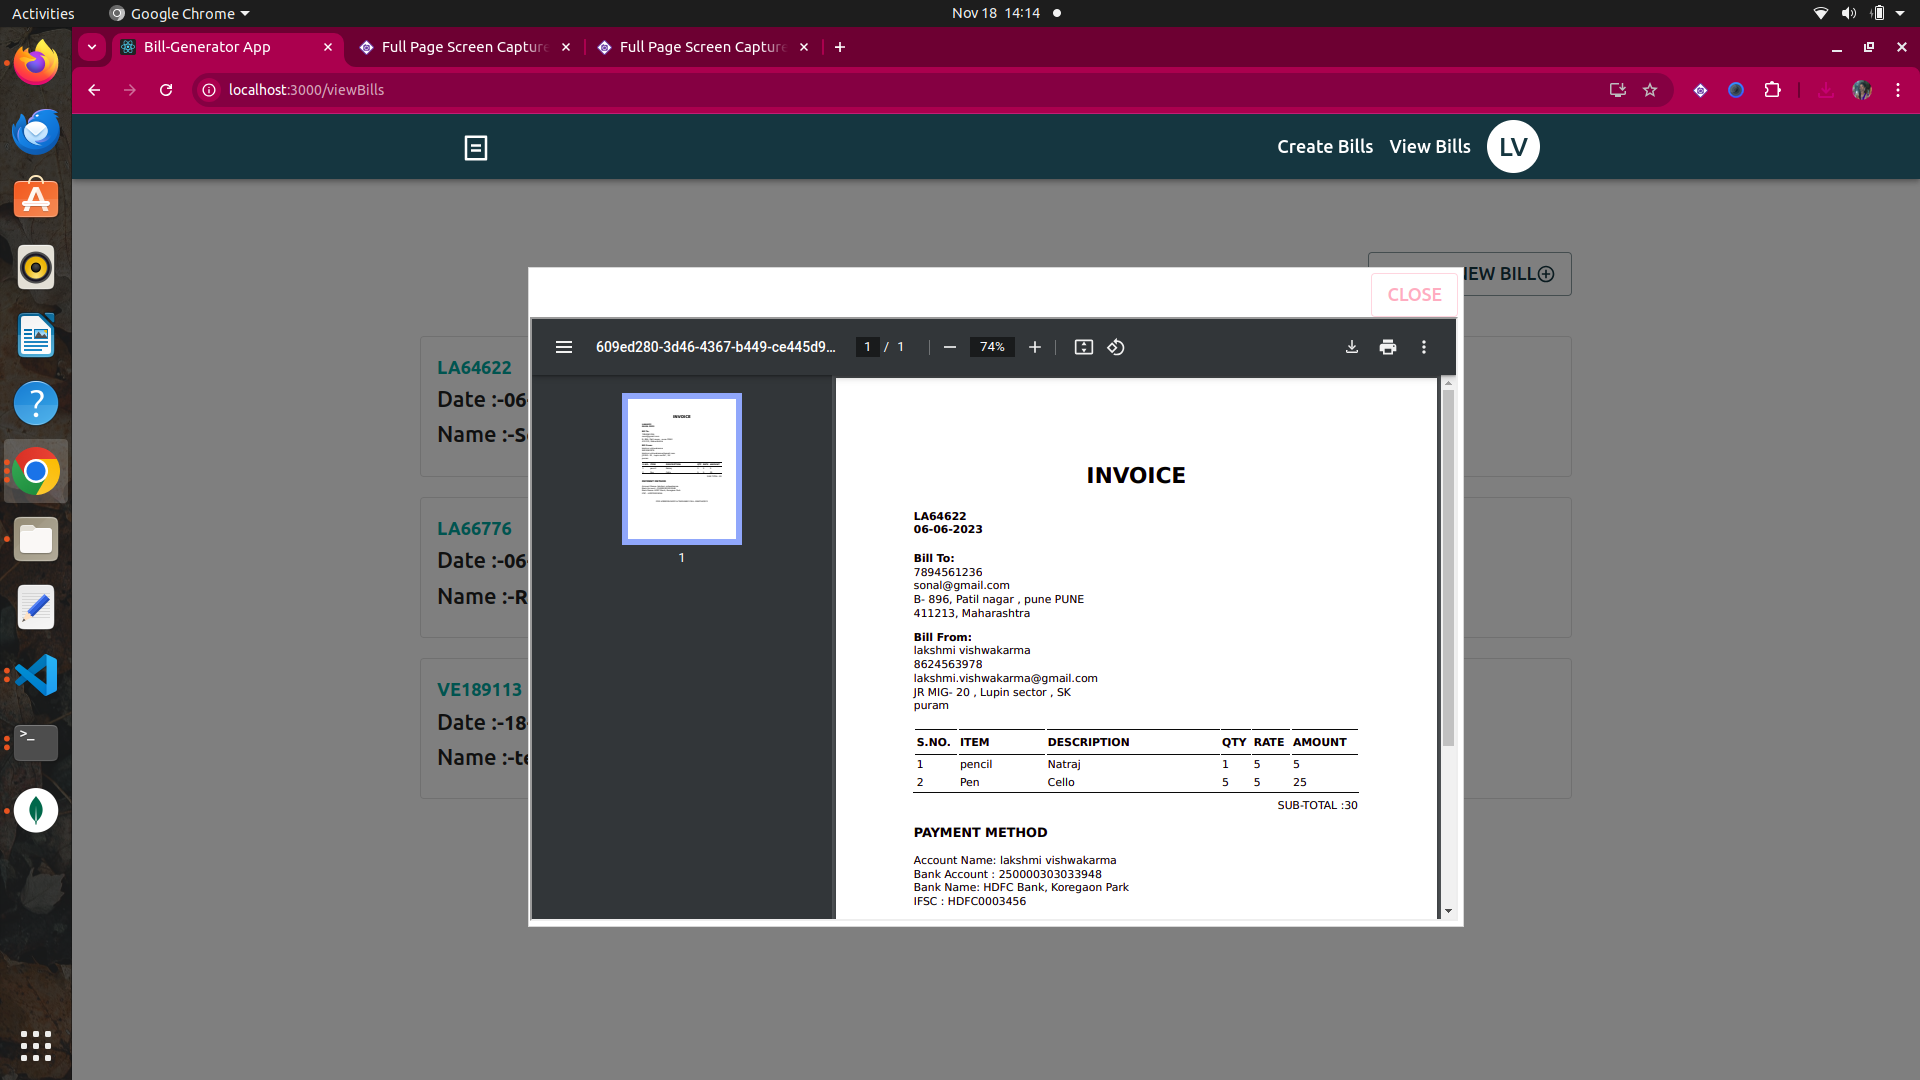 Activities
Google Chrome
Nov 18 14:14
Bill-Generator App
Full Page Screen Capture
Full Page Screen Capture
localhost:3000/viewBills
Create Bills
View Bills
LV
NEW BILL
CLOSE
609ed280-3d46-4367-b449-ce445d9...
1 / 1
74%
LA64622
Date :-06-
Name :-S
LA66776
Date :-06
Name :-R
VE189113
Date :-18-
Name :-te
1
INVOICE
LA64622
06-06-2023
Bill To:
7894561236
sonal@gmail.com
B- 896, Patil nagar , pune PUNE
411213, Maharashtra
Bill From:
lakshmi vishwakarma
8624563978
lakshmi.vishwakarma@gmail.com
JR MIG- 20 , Lupin sector , SK
puram
S.NO. ITEM DESCRIPTION QTY RATE AMOUNT
1 pencil Natraj 1 5 5
2 Pen Cello 5 5 25
SUB-TOTAL :30
PAYMENT METHOD
Account Name: lakshmi vishwakarma
Bank Account : 250000303033948
Bank Name: HDFC Bank, Koregaon Park
IFSC : HDFC0003456